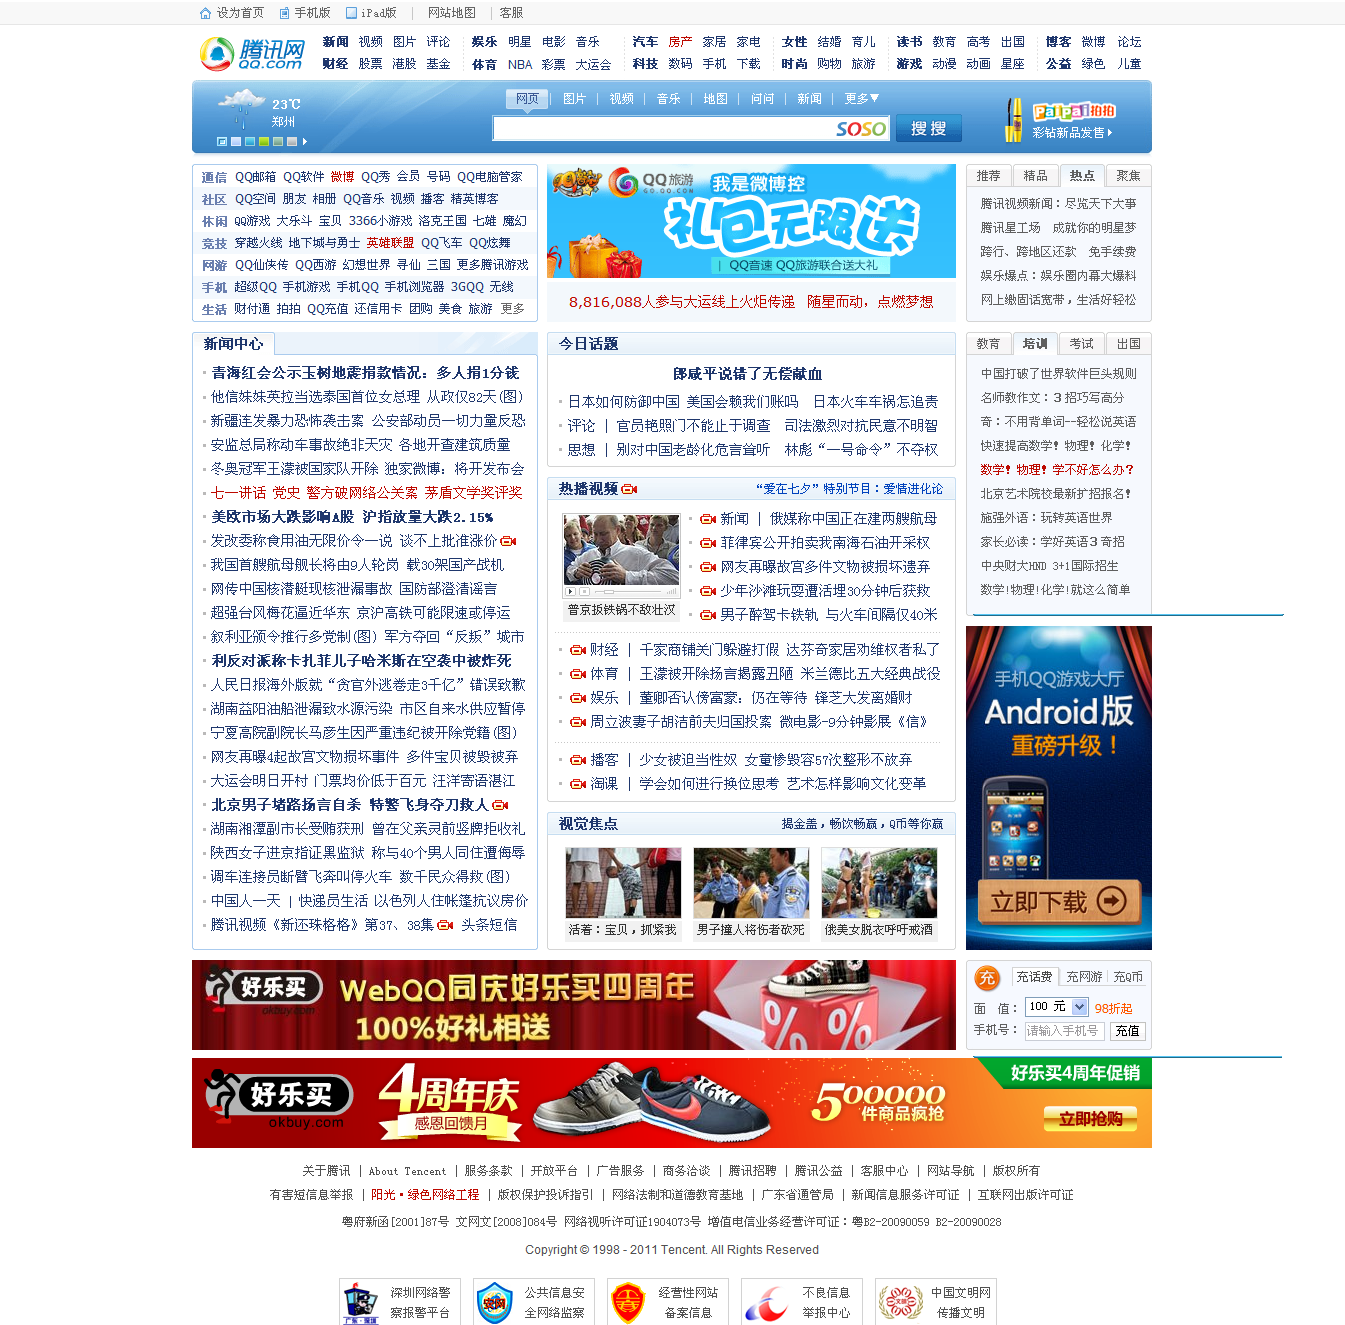 设为首页 手机版 iPad版 | 网站地图 | 客服
腾讯网 QQ.com
新闻 视频 图片 评论 娱乐 明星 电影 音乐 汽车 房产 家居 家电 女性 结婚 育儿 读书 教育 高考 出国 博客 微博 论坛
财经 股票 港股 基金 体育 NBA 彩票 大运会 科技 数码 手机 下载 时尚 购物 旅游 游戏 动漫 动画 星座 公益 绿色 儿童
23℃
郑州
网页 图片 | 视频 | 音乐 | 地图 | 问问 | 新闻 | 更多▼
SOSO 搜搜
PaiPai拍拍
彩钻新品发售
通信 QQ邮箱 QQ软件 微博 QQ秀 会员 号码 QQ电脑管家
社区 QQ空间 朋友 相册 QQ音乐 视频 播客 精英博客
休闲 QQ游戏 大乐斗 宝贝 3366小游戏 洛克王国 七雄 魔幻
竞技 穿越火线 地下城与勇士 英雄联盟 QQ飞车 QQ炫舞
网游 QQ仙侠传 QQ西游 幻想世界 寻仙 三国 更多腾讯游戏
手机 超级QQ 手机游戏 手机QQ 手机浏览器 3GQQ 无线
生活 财付通 拍拍 QQ充值 还信用卡 团购 美食 旅游 更多
QQ旅游
GO.QQ.COM
我是微博控
礼包无限送
QQ音速 QQ旅游联合送大礼
8,816,088人参与大运线上火炬传递 随星而动，点燃梦想
推荐 精品 热点 聚焦
腾讯视频新闻：尽览天下大事
腾讯星工场 成就你的明星梦
跨行、跨地区还款 免手续费
娱乐爆点：娱乐圈内幕大爆料
网上缴固话宽带，生活好轻松
新闻中心
青海红会公示玉树地震捐款情况：多人捐1分钱
他信妹妹英拉当选泰国首位女总理 从政仅82天(图)
新疆连发暴力恐怖袭击案 公安部动员一切力量反恐
安监总局称动车事故绝非天灾 各地开查建筑质量
冬奥冠军王濛被国家队开除 独家微博：将开发布会
七一讲话 党史 警方破网络公关案 茅盾文学奖评奖
美欧市场大跌影响A股 沪指放量大跌2.15%
发改委称食用油无限价令一说 谈不上批准涨价
我国首艘航母舰长将由9人轮岗 载30架国产战机
网传中国核潜艇现核泄漏事故 国防部澄清谣言
超强台风梅花逼近华东 京沪高铁可能限速或停运
叙利亚颁令推行多党制(图) 军方夺回“反叛”城市
利反对派称卡扎菲儿子哈米斯在空袭中被炸死
人民日报海外版就“贪官外逃卷走3千亿”错误致歉
湖南益阳油船泄漏致水源污染 市区自来水供应暂停
宁夏高院副院长马彦生因严重违纪被开除党籍(图)
网友再曝4起故宫文物损坏事件 多件宝贝被毁被弃
大运会明日开村 门票均价低于百元 汪洋寄语湛江
北京男子堵路扬言自杀 特警飞身夺刀救人
湖南湘潭副市长受贿获刑 曾在父亲灵前竖牌拒收礼
陕西女子进京指证黑监狱 称与40个男人同住遭侮辱
调车连接员断臂飞奔叫停火车 数千民众得救(图)
中国人一天 | 快递员生活 以色列人住帐篷抗议房价
腾讯视频《新还珠格格》第37、38集 头条短信
今日话题
郎咸平说错了无偿献血
日本如何防御中国 美国会赖我们账吗 日本火车车祸怎追责
评论 | 官员艳照门不能止于调查 司法激烈对抗民意不明智
思想 | 别对中国老龄化危言耸听 林彪“一号命令”不夺权
热播视频 “爱在七夕”特别节目：爱情进化论
普京扳铁锅不敌壮汉
新闻 | 俄媒称中国正在建两艘航母
菲律宾公开拍卖我南海石油开采权
网友再曝故宫多件文物被损坏遗弃
少年沙滩玩耍遭活埋30分钟后获救
男子醉驾卡铁轨 与火车间隔仅40米
财经 | 千家商铺关门躲避打假 达芬奇家居劝维权者私了
体育 | 王濛被开除扬言揭露丑陋 米兰德比五大经典战役
娱乐 | 董卿否认傍富豪：仍在等待 锋芝大发离婚财
周立波妻子胡洁前夫归国投案 微电影-9分钟影展《信》
播客 | 少女被迫当性奴 女童惨毁容57次整形不放弃
淘课 | 学会如何进行换位思考 艺术怎样影响文化变革
视觉焦点 揭金盖，畅饮畅赢，Q币等你赢
活着：宝贝，抓紧我
男子撞人将伤者砍死
俄美女脱衣呼吁戒酒
教育 培训 考试 出国
中国打破了世界软件巨头规则
名师教作文：3 招巧写高分
奇：不用背单词--轻松说英语
快速提高数学！物理！化学！
数学！物理！学不好怎么办？
北京艺术院校最新扩招报名！
施强外语：玩转英语世界
家长必读：学好英语3 奇招
中央财大HND 3+1国际招生
数学!物理!化学!就这么简单
手机QQ游戏大厅
Android版
重磅升级！
立即下载
好乐买
okbuy.com
WebQQ同庆好乐买四周年
100%好礼相送
充 充话费 充网游 充Q币
面 值： 100 元 98折起
手机号： 请输入手机号 充值
好乐买
okbuy.com
4周年庆
感恩回馈月
500000
件商品疯抢
好乐买4周年促销
立即抢购
关于腾讯 | About Tencent | 服务条款 | 开放平台 | 广告服务 | 商务洽谈 | 腾讯招聘 | 腾讯公益 | 客服中心 | 网站导航 | 版权所有
有害短信息举报 | 阳光·绿色网络工程 | 版权保护投诉指引 | 网络法制和道德教育基地 | 广东省通管局 | 新闻信息服务许可证 | 互联网出版许可证
粤府新函[2001]87号 文网文[2008]084号 网络视听许可证1904073号 增值电信业务经营许可证：粤B2-20090059 B2-20090028
Copyright © 1998 - 2011 Tencent. All Rights Reserved
深圳网络警
察报警平台
公共信息安
全网络监察
经营性网站
备案信息
不良信息
举报中心
中国文明网
传播文明